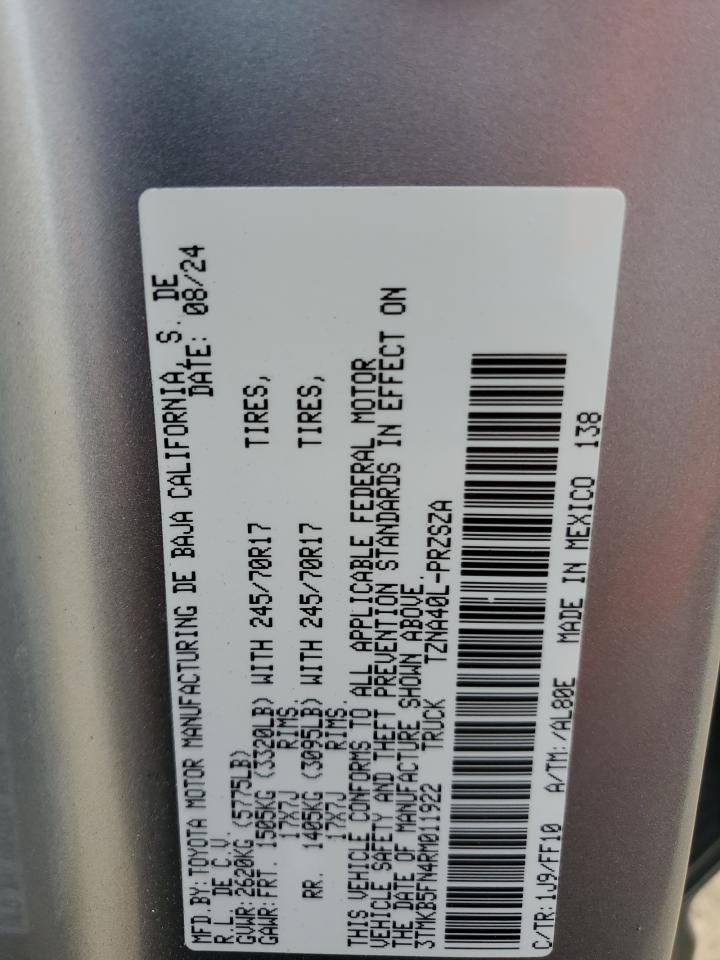 MFD.BY: TOYOTA MOTOR MANUFACTURING DE BAJA CALIFORNIA, S. DE
R.L. DE C.V. DATE: 08/24
GVWR: 2620KG (5775LB)
GAWR: FRT. 1505KG (3320LB) WITH 245/70R17 TIRES,
17X7J RIMS.
RR. 1405KG (3095LB) WITH 245/70R17 TIRES,
17X7J RIMS.
THIS VEHICLE CONFORMS TO ALL APPLICABLE FEDERAL MOTOR
VEHICLE SAFETY AND THEFT PREVENTION STANDARDS IN EFFECT ON
THE DATE OF MANUFACTURE SHOWN ABOVE.
3TMKB5FN4RM011922 TRUCK TZNA40L-PRZSZA
C/TR: 1J9/FF10 A/TM: /AL80E MADE IN MEXICO 138